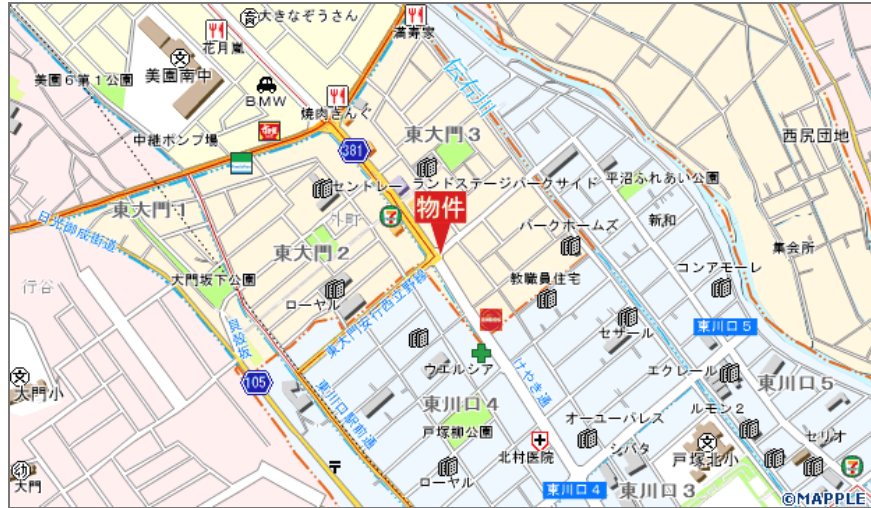 大きなぞうさん
満寿家
花月嵐
美園南中
美園6第1公園
BMW
焼肉きんぐ
伝右川
中継ポンプ場
東大門3
西尻団地
381
ランドステージパークサイド
平沼ふれあい公園
セントレー
物件
東大門1
日光御成街道
パークホームズ
新和
東大門2
集会所
大門坂下公園
コンアモーレ
教職員住宅
行谷
ローヤル
東大門安行西立野線
セザール
東川口5
貝殻坂
ウエルシア
けやき通
エクレール
105
大門小
東川口駅前通
東川口4
東川口5
ルモン2
オーユーパレス
戸塚柳公園
セリオ
シバタ
北村医院
戸塚北小
大門
ローヤル
東川口4
東川口3
©MAPPLE